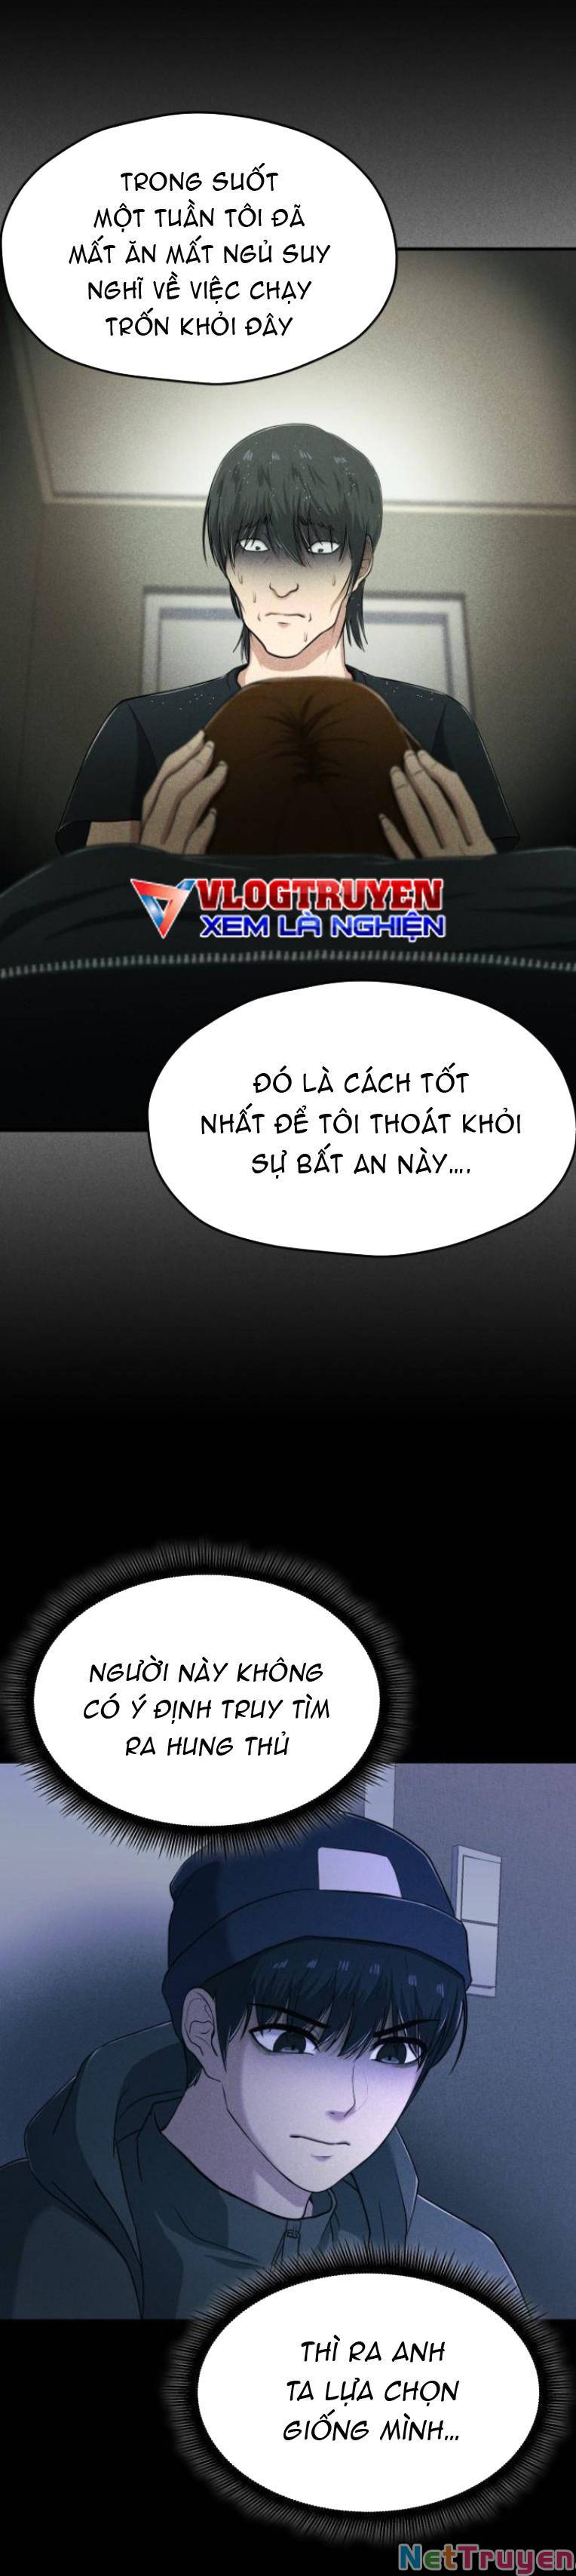 TRONG SUỐT
MỘT TUẦN TÔI ĐÃ
MẤT ĂN MẤT NGỦ SUY
NGHĨ VỀ VIỆC CHẠY
TRỐN KHỎI ĐÂY
VLOGTRUYEN
XEM LÀ NGHIỆN
ĐÓ LÀ CÁCH TỐT
NHẤT ĐỂ TÔI THOÁT KHỎI
SỰ BẤT AN NÀY....
NGƯỜI NÀY KHÔNG
CÓ Ý ĐỊNH TRUY TÌM
RA HUNG THỦ
THÌ RA ANH
TA LỰA CHỌN
GIỐNG MÌNH...
NetTruyen